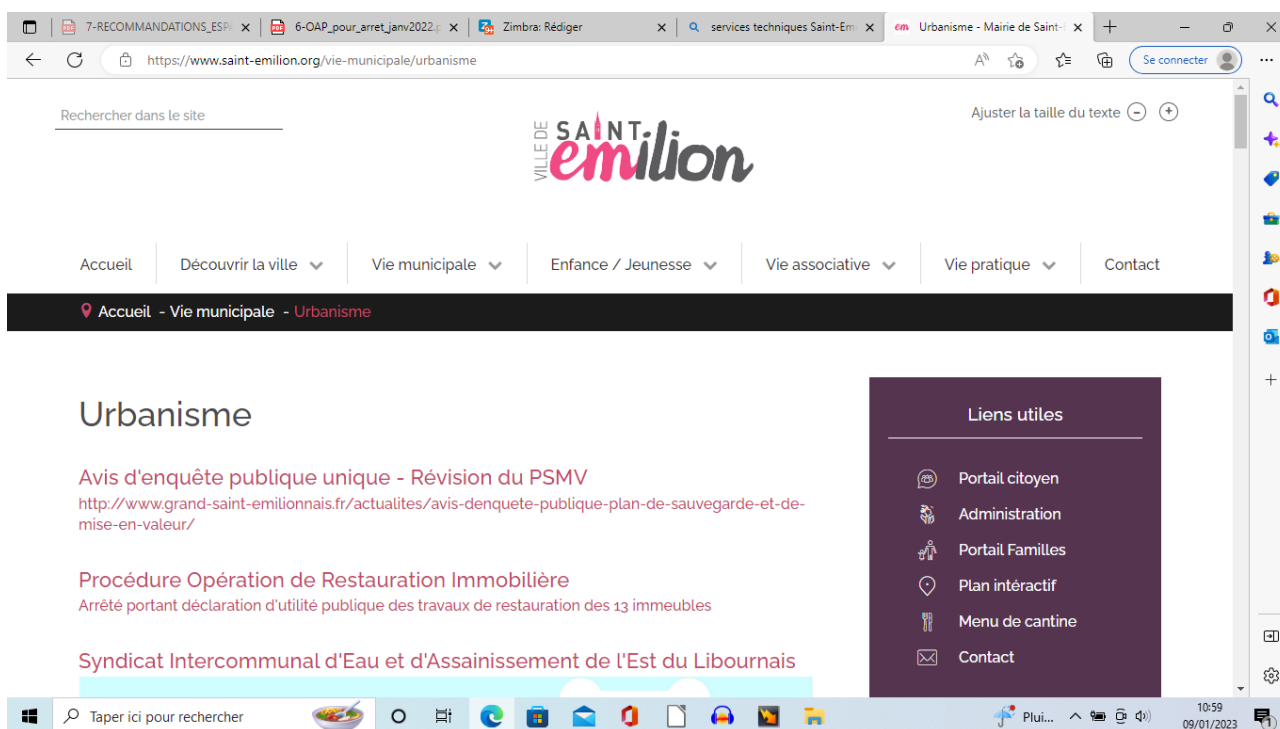 7-RECOMMANDATIONS_ESP
6-OAP_pour_arret_janv2022.p
Zimbra: Rédiger
services techniques Saint-Em
em Urbanisme - Mairie de Saint-
https://www.saint-emilion.org/vie-municipale/urbanisme
Se connecter
Rechercher dans le site
VILLE DE SAINT-emilion
Ajuster la taille du texte - +
Accueil Découvrir la ville Vie municipale Enfance / Jeunesse Vie associative Vie pratique Contact
Accueil - Vie municipale - Urbanisme
Urbanisme
Avis d'enquête publique unique - Révision du PSMV
http://www.grand-saint-emilionnais.fr/actualites/avis-denquete-publique-plan-de-sauvegarde-et-de-
mise-en-valeur/
Procédure Opération de Restauration Immobilière
Arrêté portant déclaration d'utilité publique des travaux de restauration des 13 immeubles
Syndicat Intercommunal d'Eau et d'Assainissement de l'Est du Libournais
Liens utiles
Portail citoyen
Administration
Portail Familles
Plan intéractif
Menu de cantine
Contact
Taper ici pour rechercher
Plui...
10:59
09/01/2023